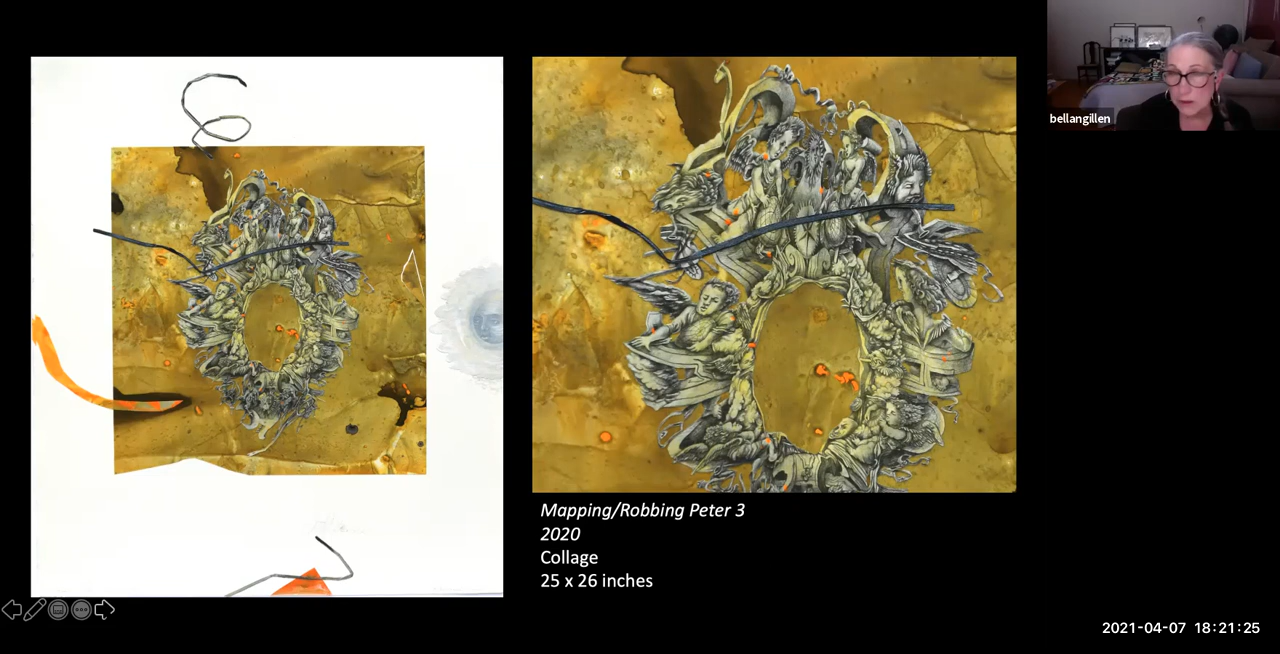 bellangillen
Mapping/Robbing Peter 3
2020
Collage
25 x 26 inches
2021-04-07 18:21:25